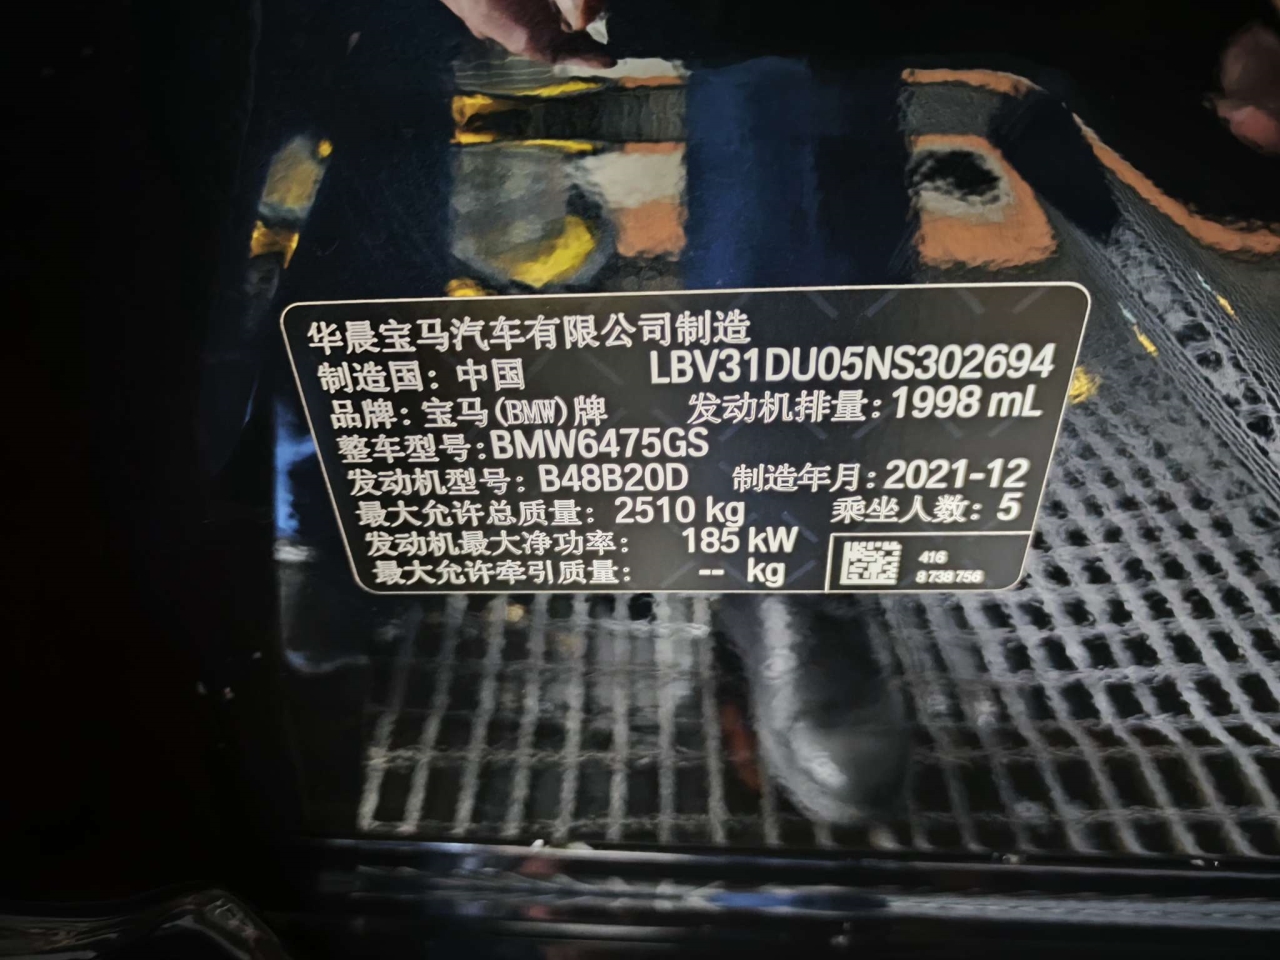 华晨宝马汽车有限公司制造
制造国：中国 LBV31DU05NS302694
品牌：宝马(BMW)牌 发动机排量：1998 mL
整车型号：BMW6475GS
发动机型号：B48B20D 制造年月：2021-12
最大允许总质量：2510 kg 乘坐人数：5
发动机最大净功率：185 kW
最大允许牵引质量：-- kg
416
8 738 756